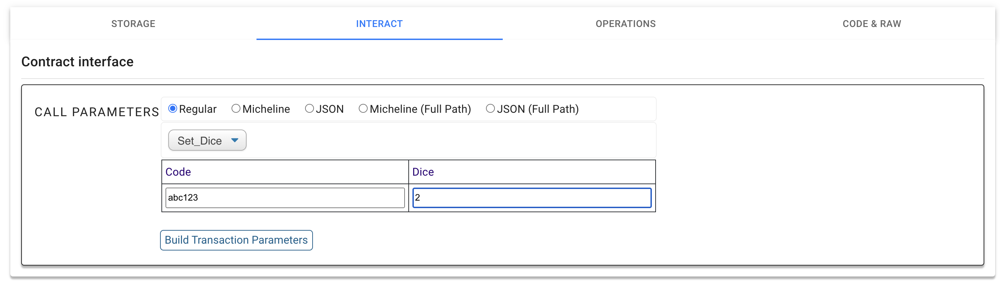 STORAGE INTERACT OPERATIONS CODE & RAW
Contract interface
CALL PARAMETERS Regular Micheline JSON Micheline (Full Path) JSON (Full Path)
Set_Dice
Code Dice
abc123 2
Build Transaction Parameters